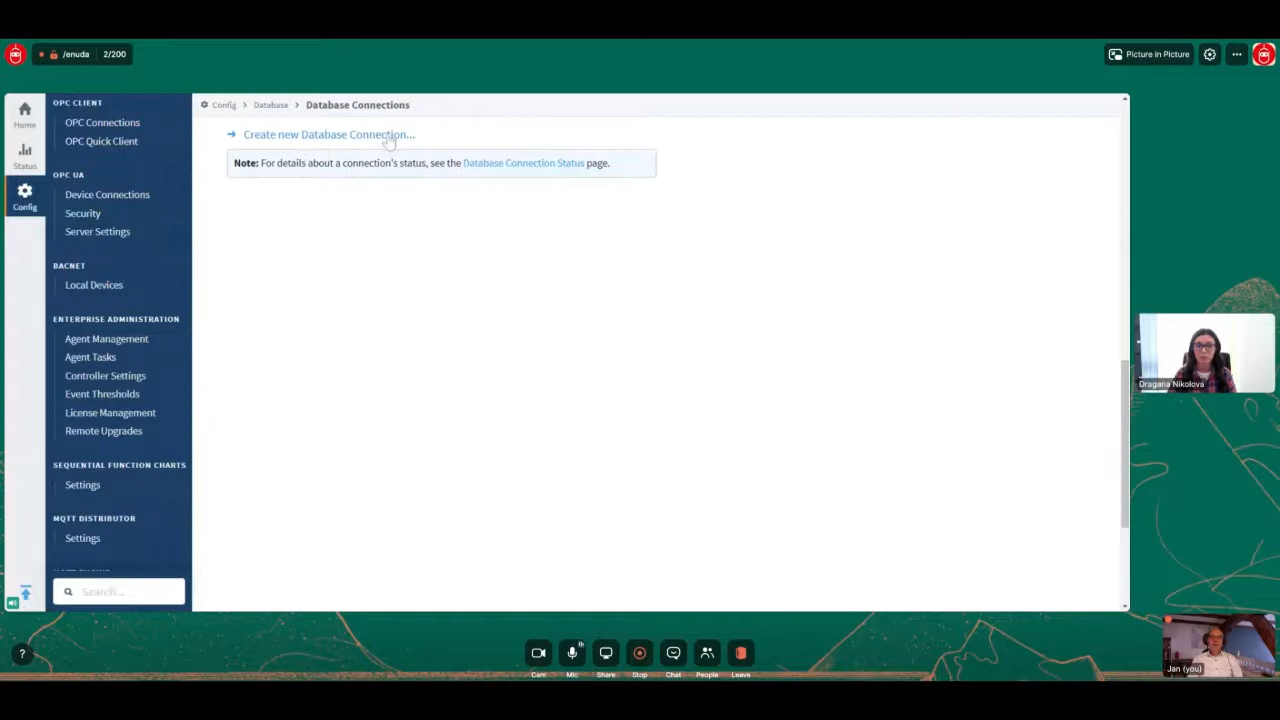 /enuda 2/200
Picture in Picture
Home
Status
Config
OPC CLIENT
OPC Connections
OPC Quick Client
OPC UA
Device Connections
Security
Server Settings
BACNET
Local Devices
ENTERPRISE ADMINISTRATION
Agent Management
Agent Tasks
Controller Settings
Event Thresholds
License Management
Remote Upgrades
SEQUENTIAL FUNCTION CHARTS
Settings
MQTT DISTRIBUTOR
Settings
Search...
Config > Database > Database Connections
Create new Database Connection...
Note: For details about a connection's status, see the Database Connection Status page.
Dragana Nikolova
Jan (you)
?
Cam Mic Share Stop Chat People Leave